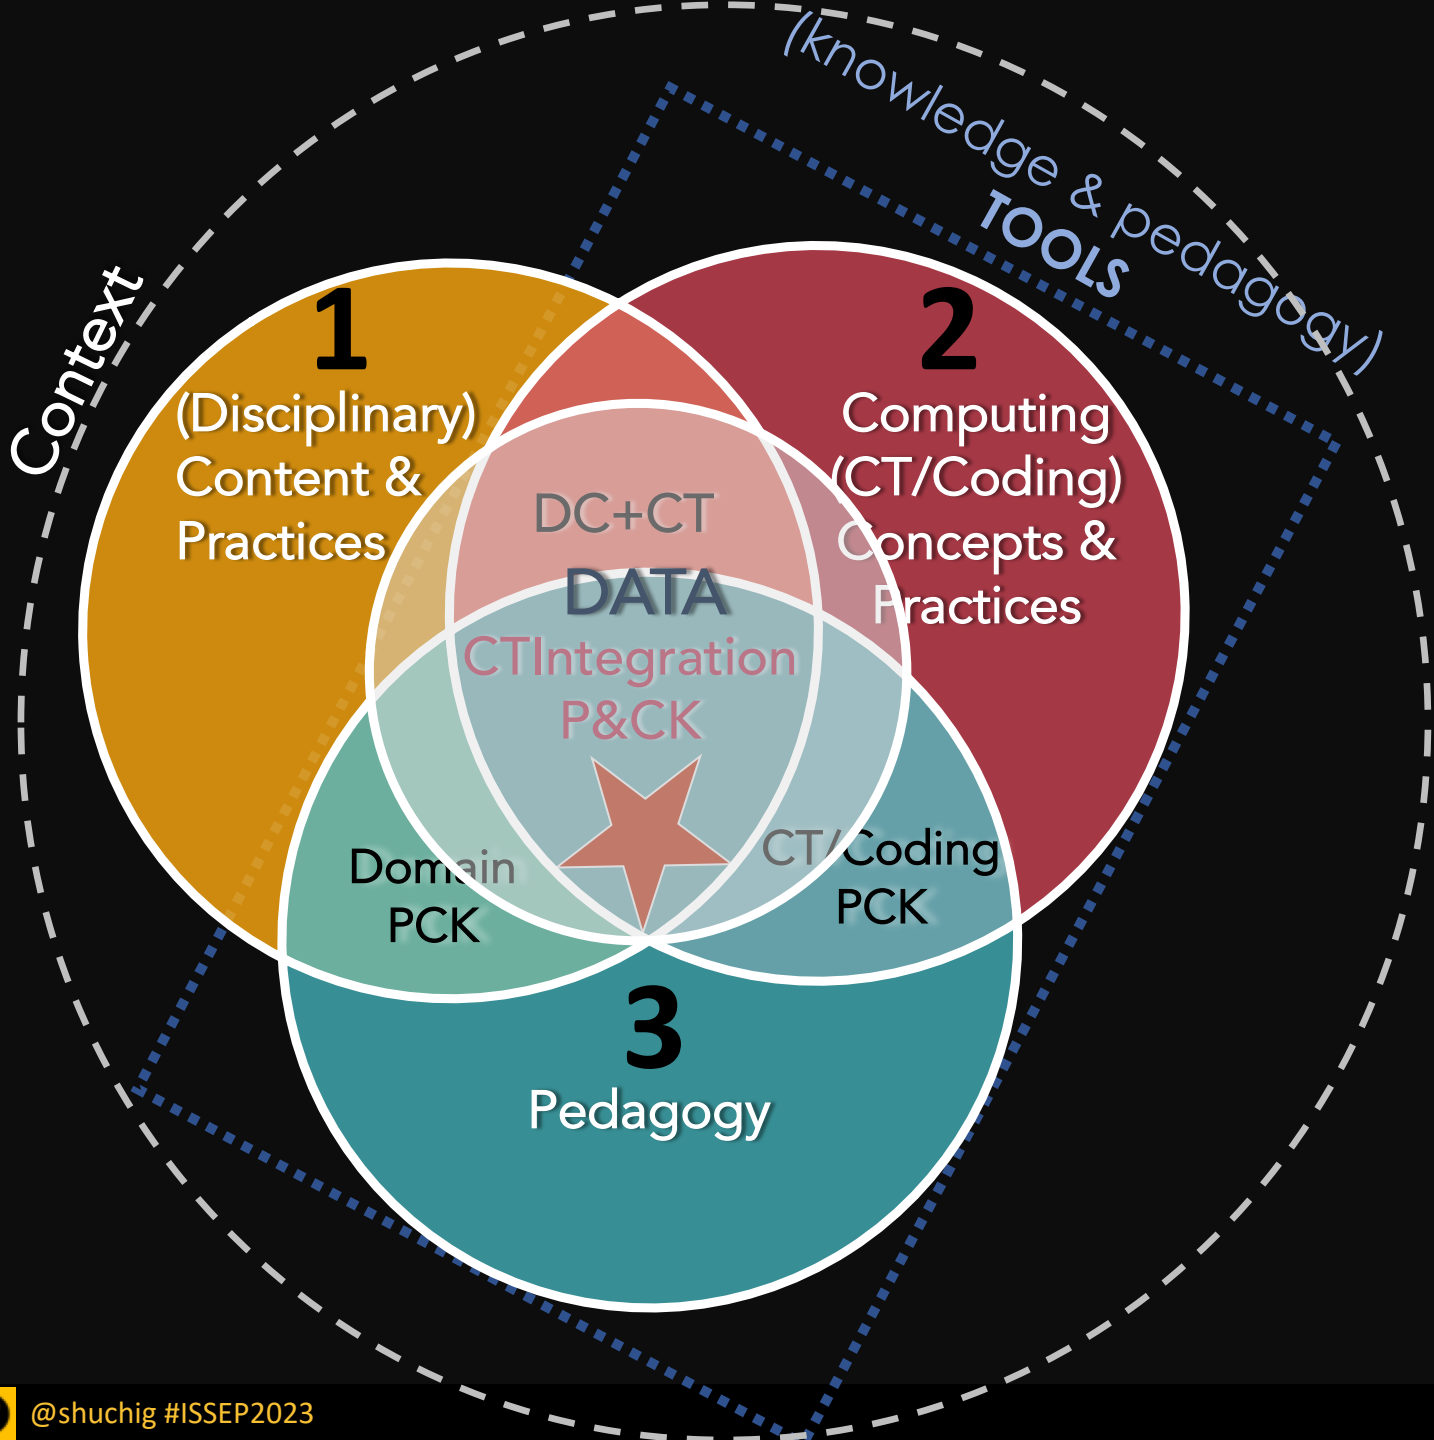 (knowledge & pedagogy)
TOOLS
Context
1
(Disciplinary)
Content &
Practices
2
Computing
(CT/Coding)
Concepts &
Practices
DC+CT
DATA
CTIntegration
P&CK
Domain
PCK
CT/Coding
PCK
3
Pedagogy
@shuchig #ISSEP2023